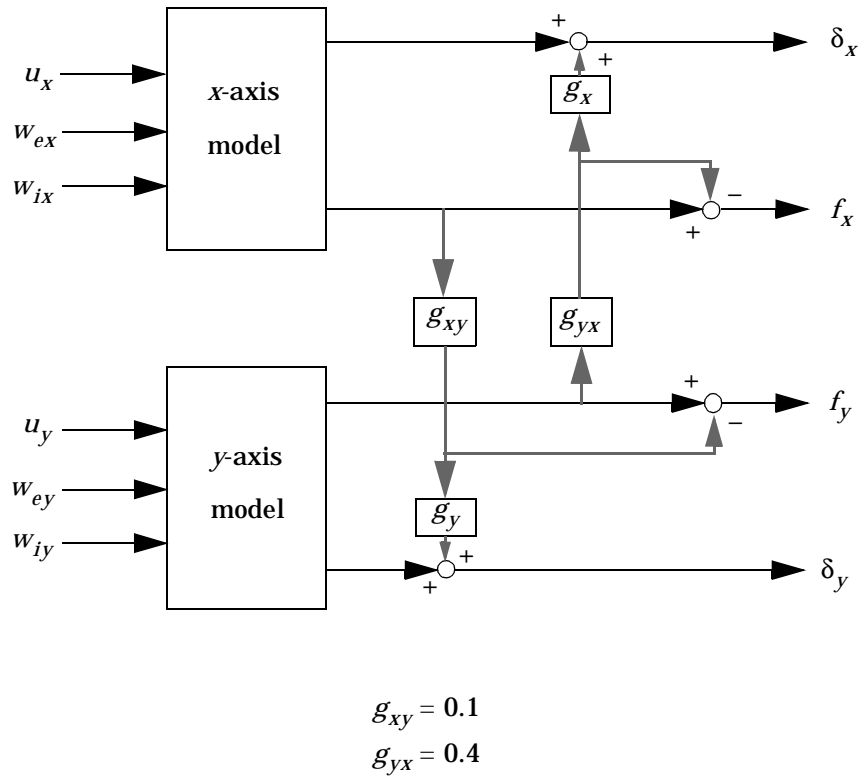 +
δx
+
ux
x-axis
gx
wex
model
wix
−
fx
+
gxy
gyx
+
fy
uy
−
y-axis
wey
gy
model
wiy
+
δy
+
gxy = 0.1
gyx = 0.4